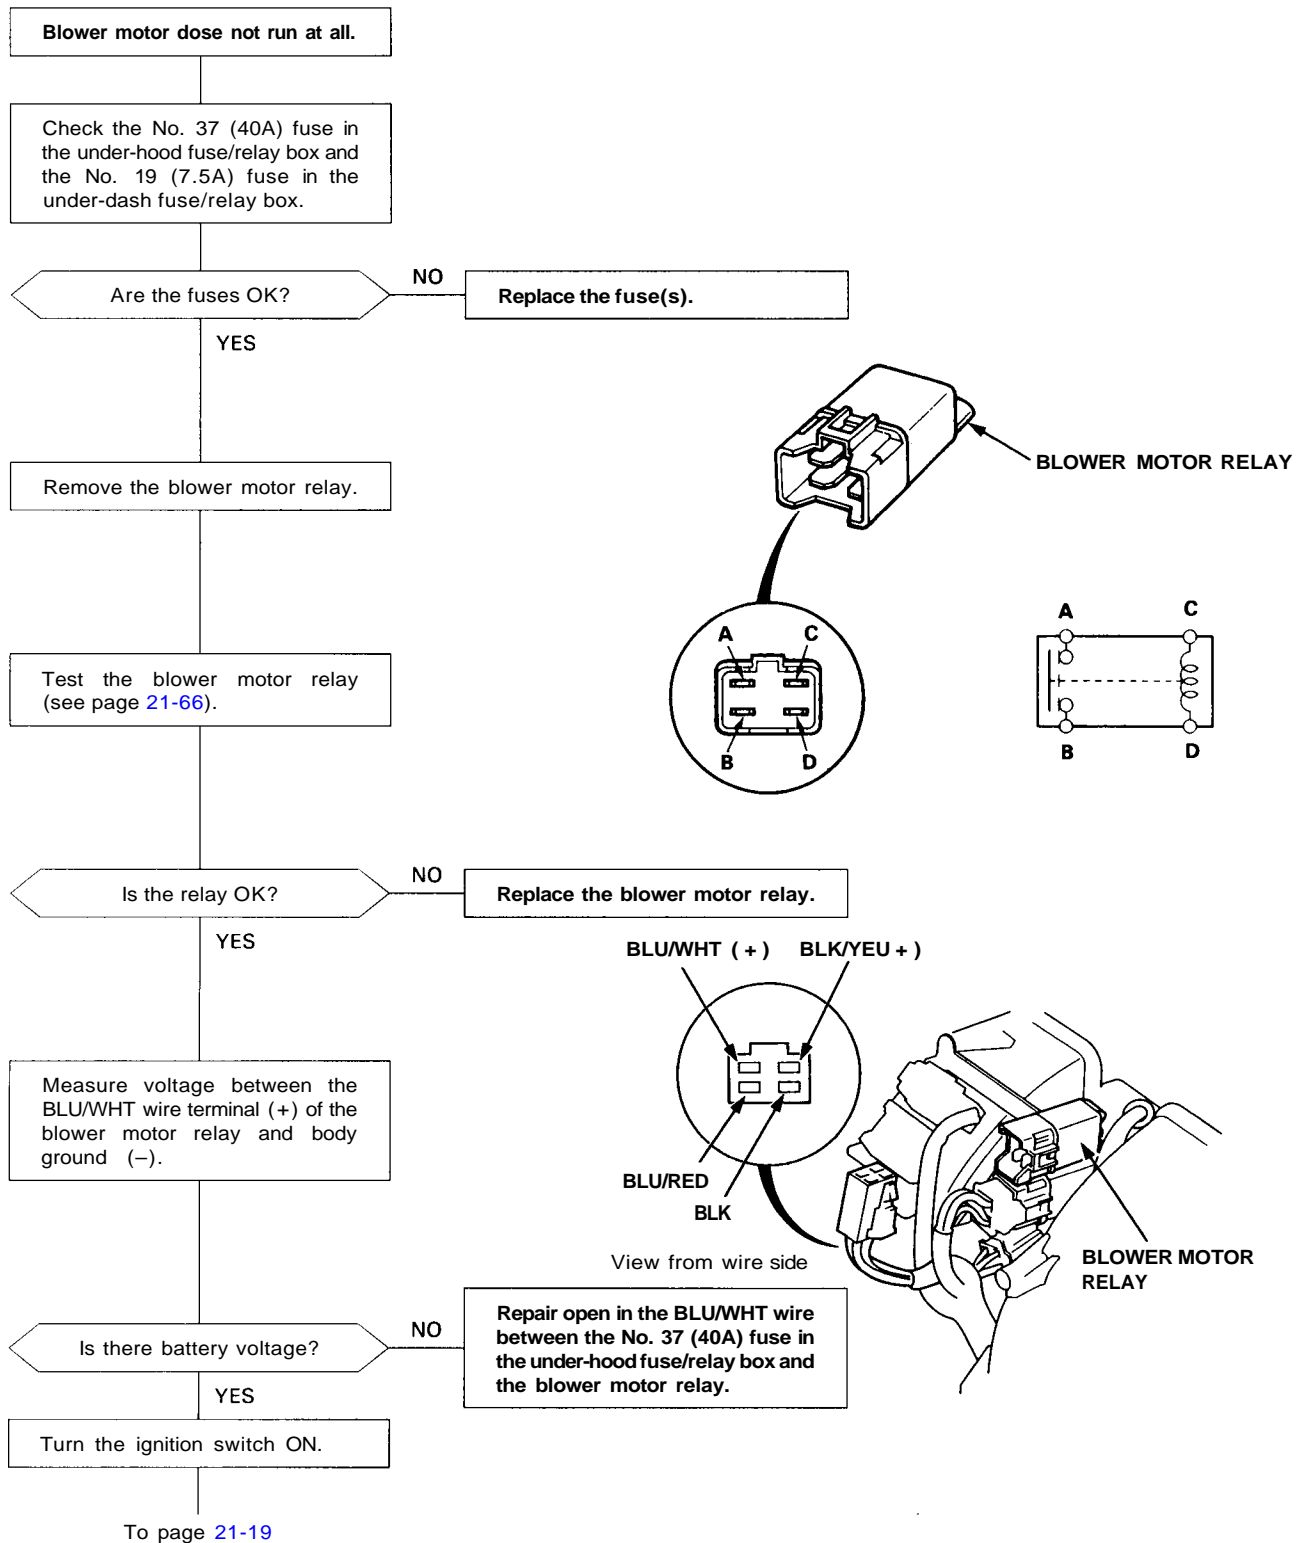 Blower motor dose not run at all.
Check the No. 37 (40A) fuse in
the under-hood fuse/relay box and
the No. 19 (7.5A) fuse in the
under-dash fuse/relay box.
Are the fuses OK?
NO
Replace the fuse(s).
YES
BLOWER MOTOR RELAY
Remove the blower motor relay.
A
C
B
D
A
C
B
D
Test the blower motor relay
(see page 21-66).
Is the relay OK?
NO
Replace the blower motor relay.
YES
BLU/WHT ( + )
BLK/YEU + )
BLU/RED
BLK
View from wire side
BLOWER MOTOR
RELAY
Measure voltage between the
BLU/WHT wire terminal (+) of the
blower motor relay and body
ground (–).
Is there battery voltage?
NO
Repair open in the BLU/WHT wire
between the No. 37 (40A) fuse in
the under-hood fuse/relay box and
the blower motor relay.
YES
Turn the ignition switch ON.
To page 21-19